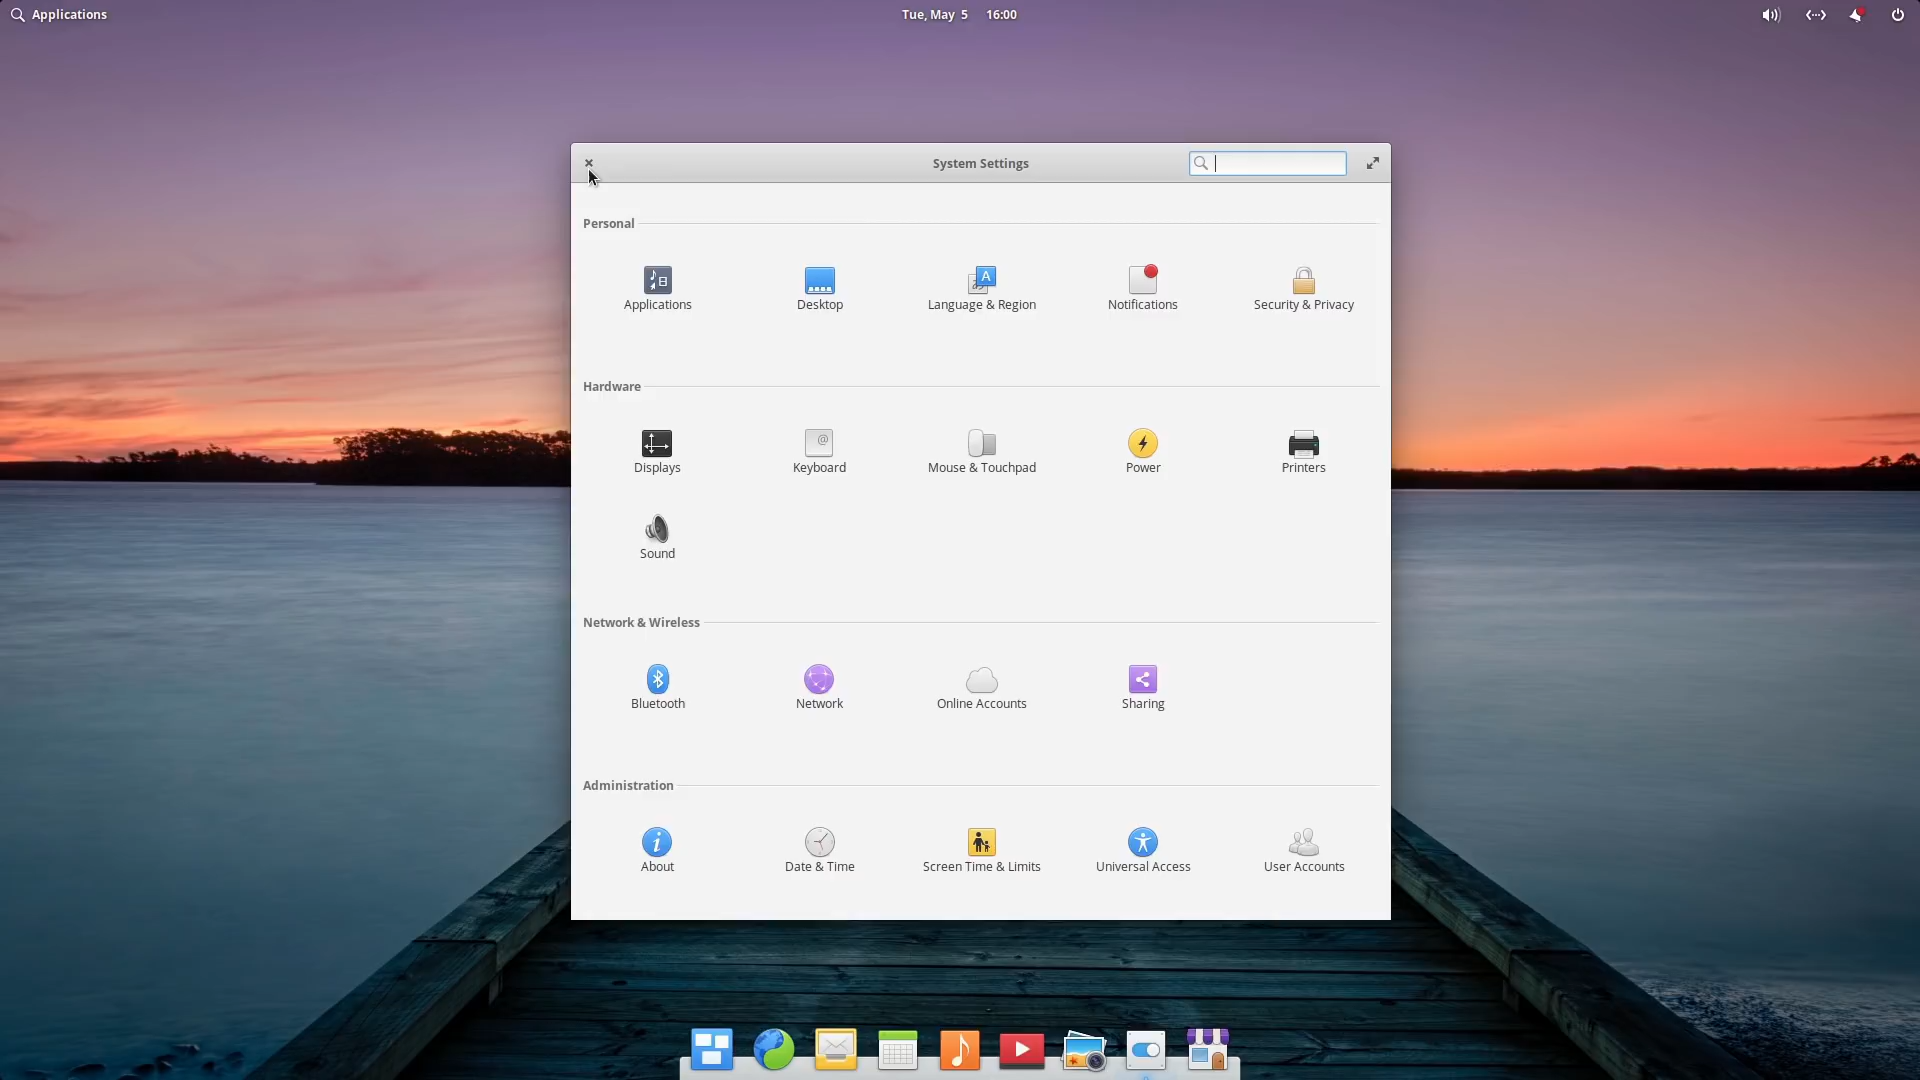 Applications
Tue, May 5 16:00
System Settings
Personal
Applications
Desktop
Language & Region
Notifications
Security & Privacy
Hardware
Displays
Keyboard
Mouse & Touchpad
Power
Printers
Sound
Network & Wireless
Bluetooth
Network
Online Accounts
Sharing
Administration
About
Date & Time
Screen Time & Limits
Universal Access
User Accounts